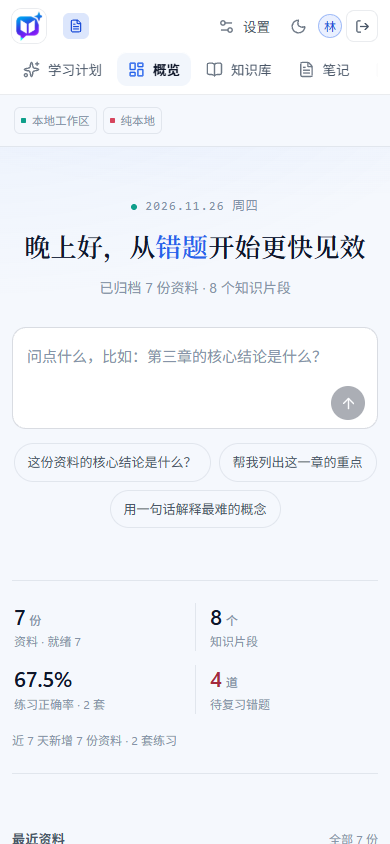 设置
林
学习计划
概览
知识库
笔记
本地工作区
纯本地
2026.11.26 周四
晚上好，从错题开始更快见效
已归档 7 份资料 · 8 个知识片段
问点什么，比如：第三章的核心结论是什么？
这份资料的核心结论是什么？
帮我列出这一章的重点
用一句话解释最难的概念
7 份
资料 · 就绪 7
8 个
知识片段
67.5%
练习正确率 · 2 套
4 道
待复习错题
近 7 天新增 7 份资料 · 2 套练习
最近资料
全部 7 份